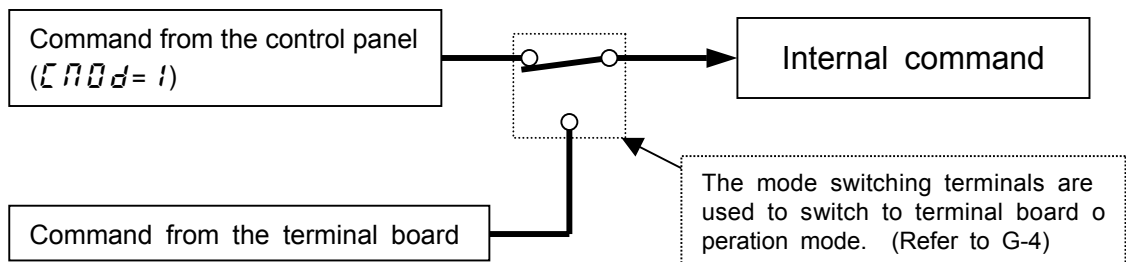 Command from the control panel
(CMOd= 1)
Internal command
The mode switching terminals are
used to switch to terminal board o
peration mode. (Refer to G-4)
Command from the terminal board